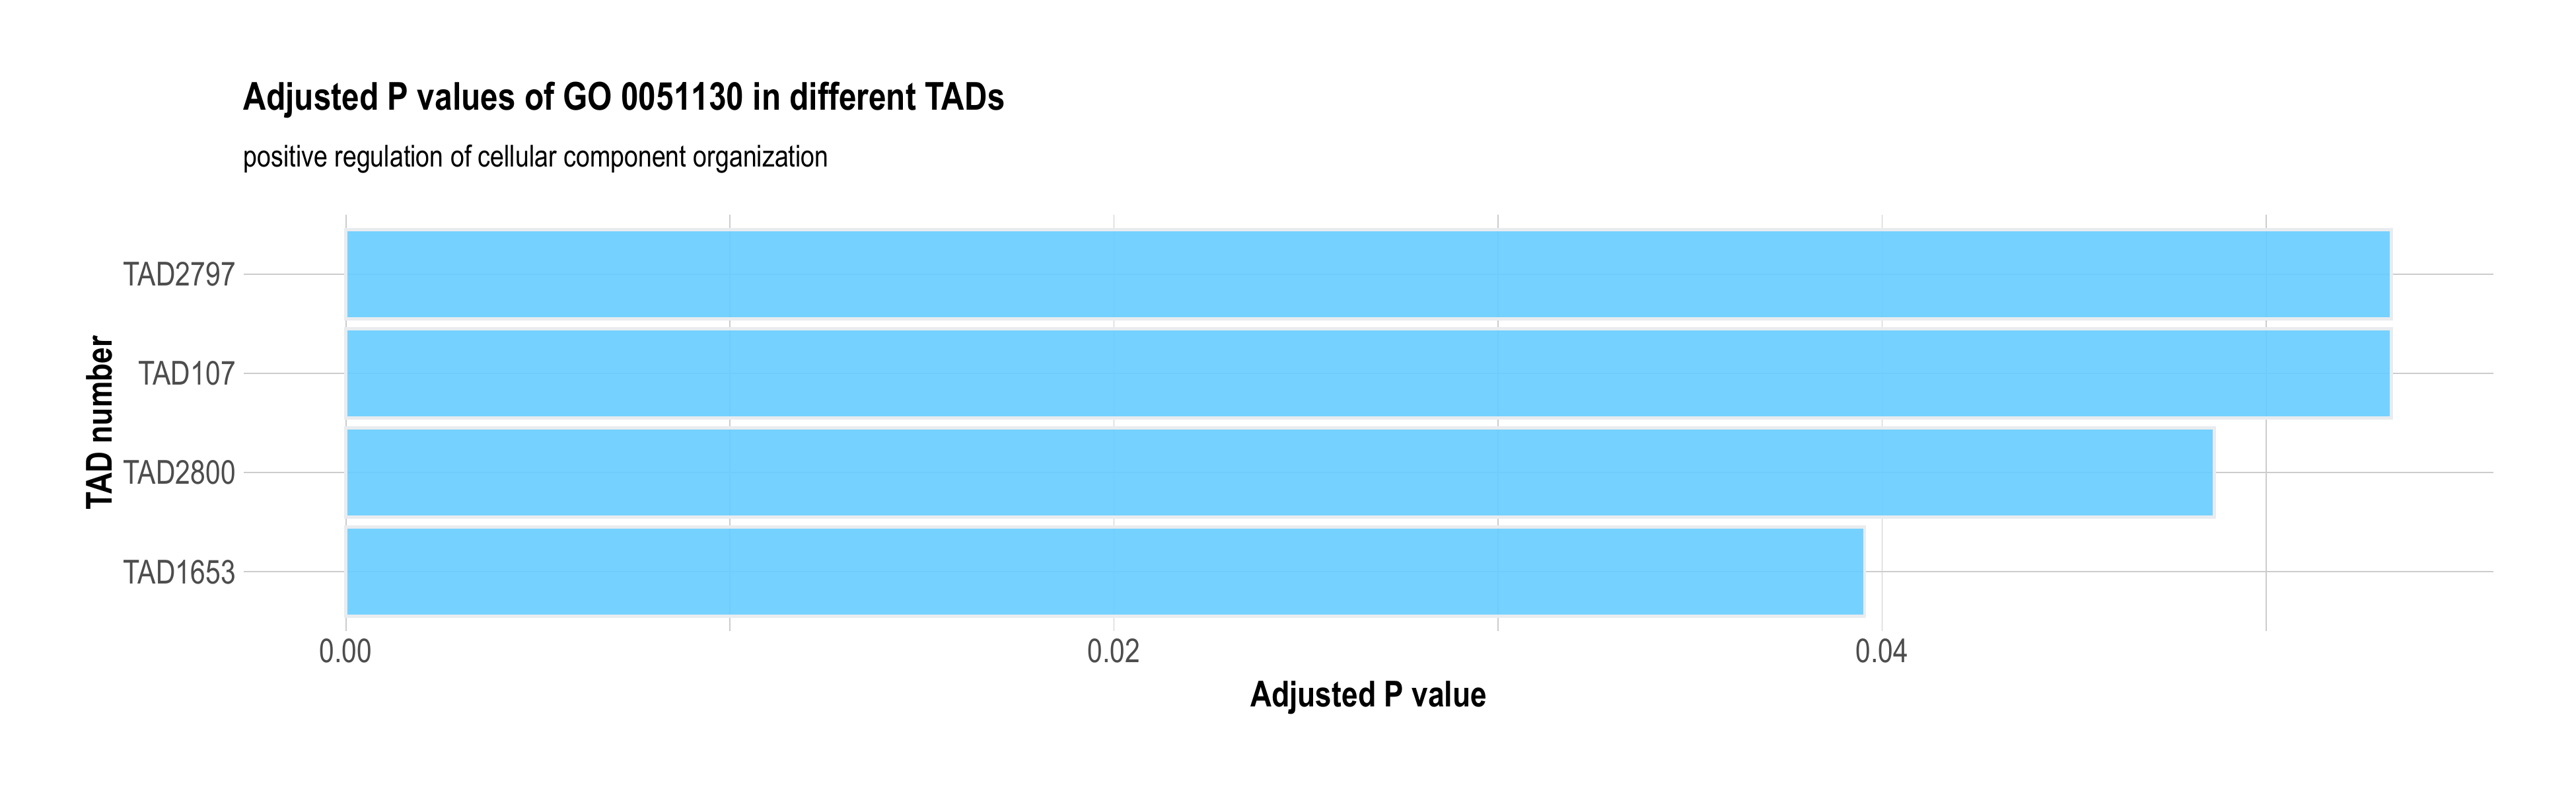 Adjusted P values of GO 0051130 in different TADs
positive regulation of cellular component organization
TAD number
TAD2797
TAD107
TAD2800
TAD1653
0.00 0.02 0.04
Adjusted P value